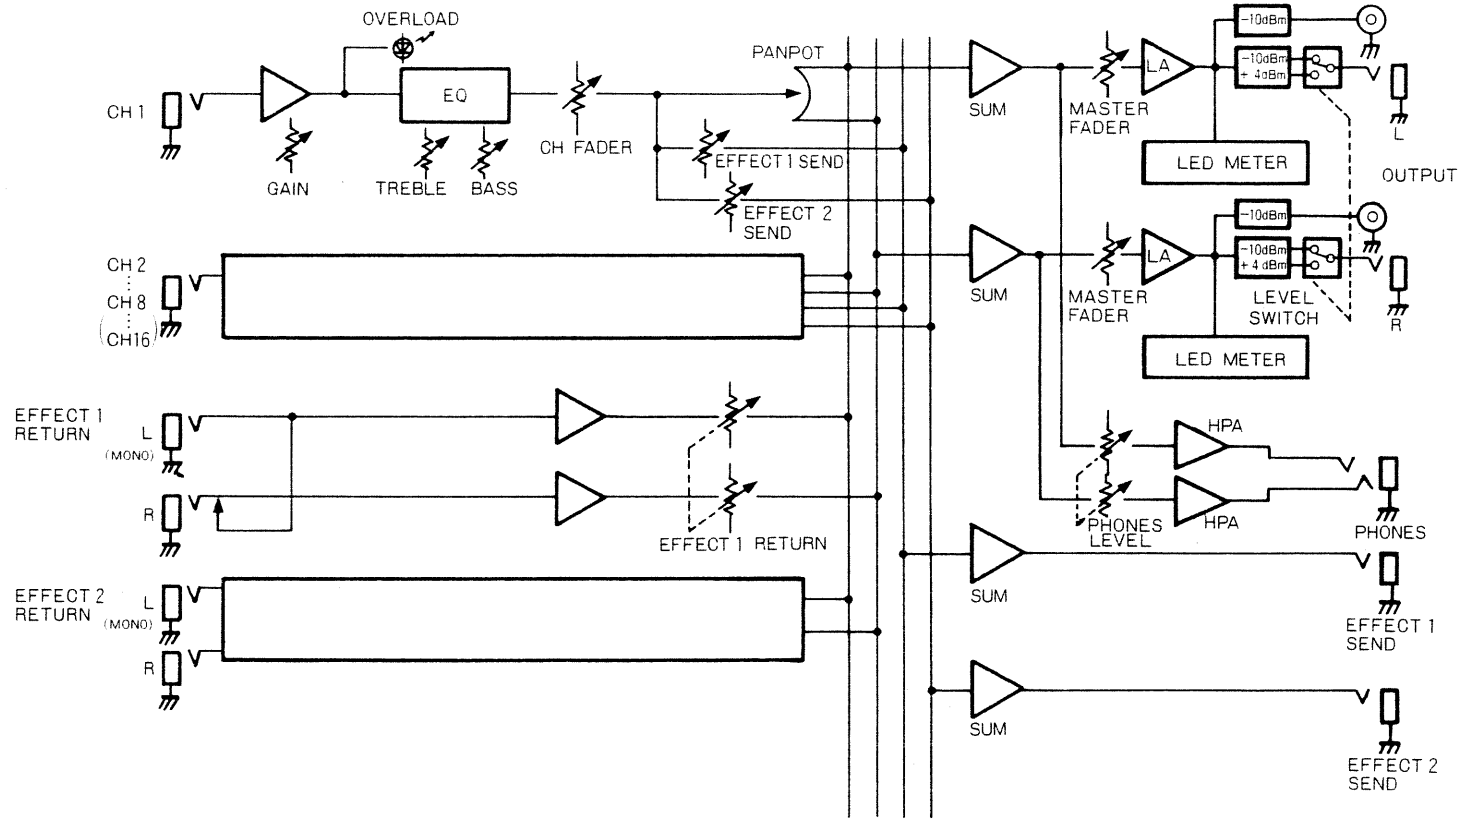 OVERLOAD
CH 1
EQ
GAIN
TREBLE
BASS
CH FADER
PANPOT
EFFECT 1 SEND
EFFECT 2
SEND
CH 2
CH 8
(CH16)
EFFECT 1
RETURN
L
(MONO)
R
EFFECT 1 RETURN
EFFECT 2
RETURN
L
(MONO)
R
SUM
MASTER
FADER
LA
-10dBm
-10dBm
+ 4dBm
LED METER
L
OUTPUT
SUM
MASTER
FADER
LA
-10dBm
-10dBm
+ 4 dBm
LEVEL
SWITCH
R
LED METER
HPA
HPA
PHONES
LEVEL
PHONES
SUM
EFFECT 1
SEND
SUM
EFFECT 2
SEND